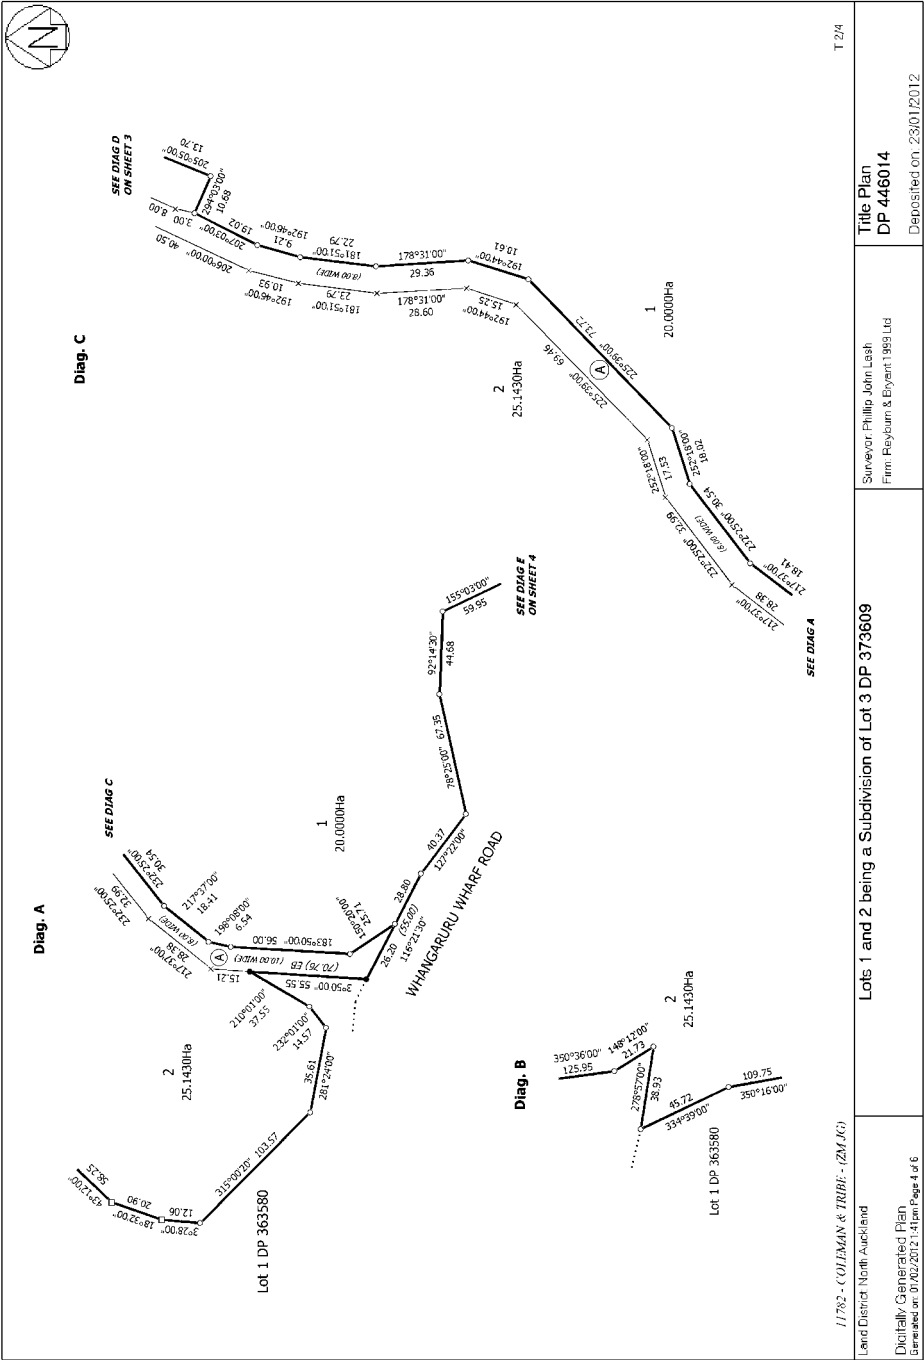 N
Diag. A
SEE DIAG C
232°25'00"
32.99
232°25'00"
30.54
(8.00 WIDE)
217°37'00"
28.38
217°37'00"
18.41
198°08'00"
6.54
A
15.21
183°50'00" 56.00
(10.00 WIDE)
(70.76) EB
3°50'00" 55.55
150°20'00"
25.71
210°01'00"
37.55
232°01'00"
14.57
35.61
281°24'00"
315°00'20" 103.57
12.06
3°28'00"
20.90
18°32'00"
58.25
43°12'00"
2
25.1430Ha
1
20.0000Ha
Lot 1 DP 363580
26.20
28.80
(55.00)
116°21'30"
40.37
127°22'00"
78°25'00" 67.35
92°14'30"
44.68
155°03'00"
59.95
SEE DIAG E
ON SHEET 4
WHANGARURU WHARF ROAD
Diag. B
350°36'00"
125.95
148°12'00"
21.73
278°57'00"
38.93
45.72
334°39'00"
109.75
350°16'00"
2
25.1430Ha
Lot 1 DP 363580
Diag. C
SEE DIAG D
ON SHEET 3
205°05'00"
13.70
294°03'00"
10.68
8.00
3.00
207°03'00" 19.02
206°00'00" 40.50
9.21
192°46'00"
10.93
192°46'00"
22.79
181°51'00"
(8.00 WIDE)
23.79
181°51'00"
178°31'00"
29.36
178°31'00"
28.60
10.61
192°44'00"
15.25
192°44'00"
73.72
225°39'00"
69.46
225°39'00"
A
2
25.1430Ha
1
20.0000Ha
252°18'00"
17.53
252°18'00"
18.02
32.99
232°25'00"
30.54
232°25'00"
(8.00 WIDE)
217°37'00"
28.38
217°37'00"
18.41
SEE DIAG A
11782 - COLEMAN & TRIBE - (ZM JG)
T 2/4
Land District North Auckland
Digitally Generated Plan
Generated on: 01/02/2012 1:41pm Page 4 of 6
Lots 1 and 2 being a Subdivision of Lot 3 DP 373609
Surveyor: Phillip John Lash
Firm: Reyburn & Bryant 1999 Ltd
Title Plan
DP 446014
Deposited on: 23/01/2012